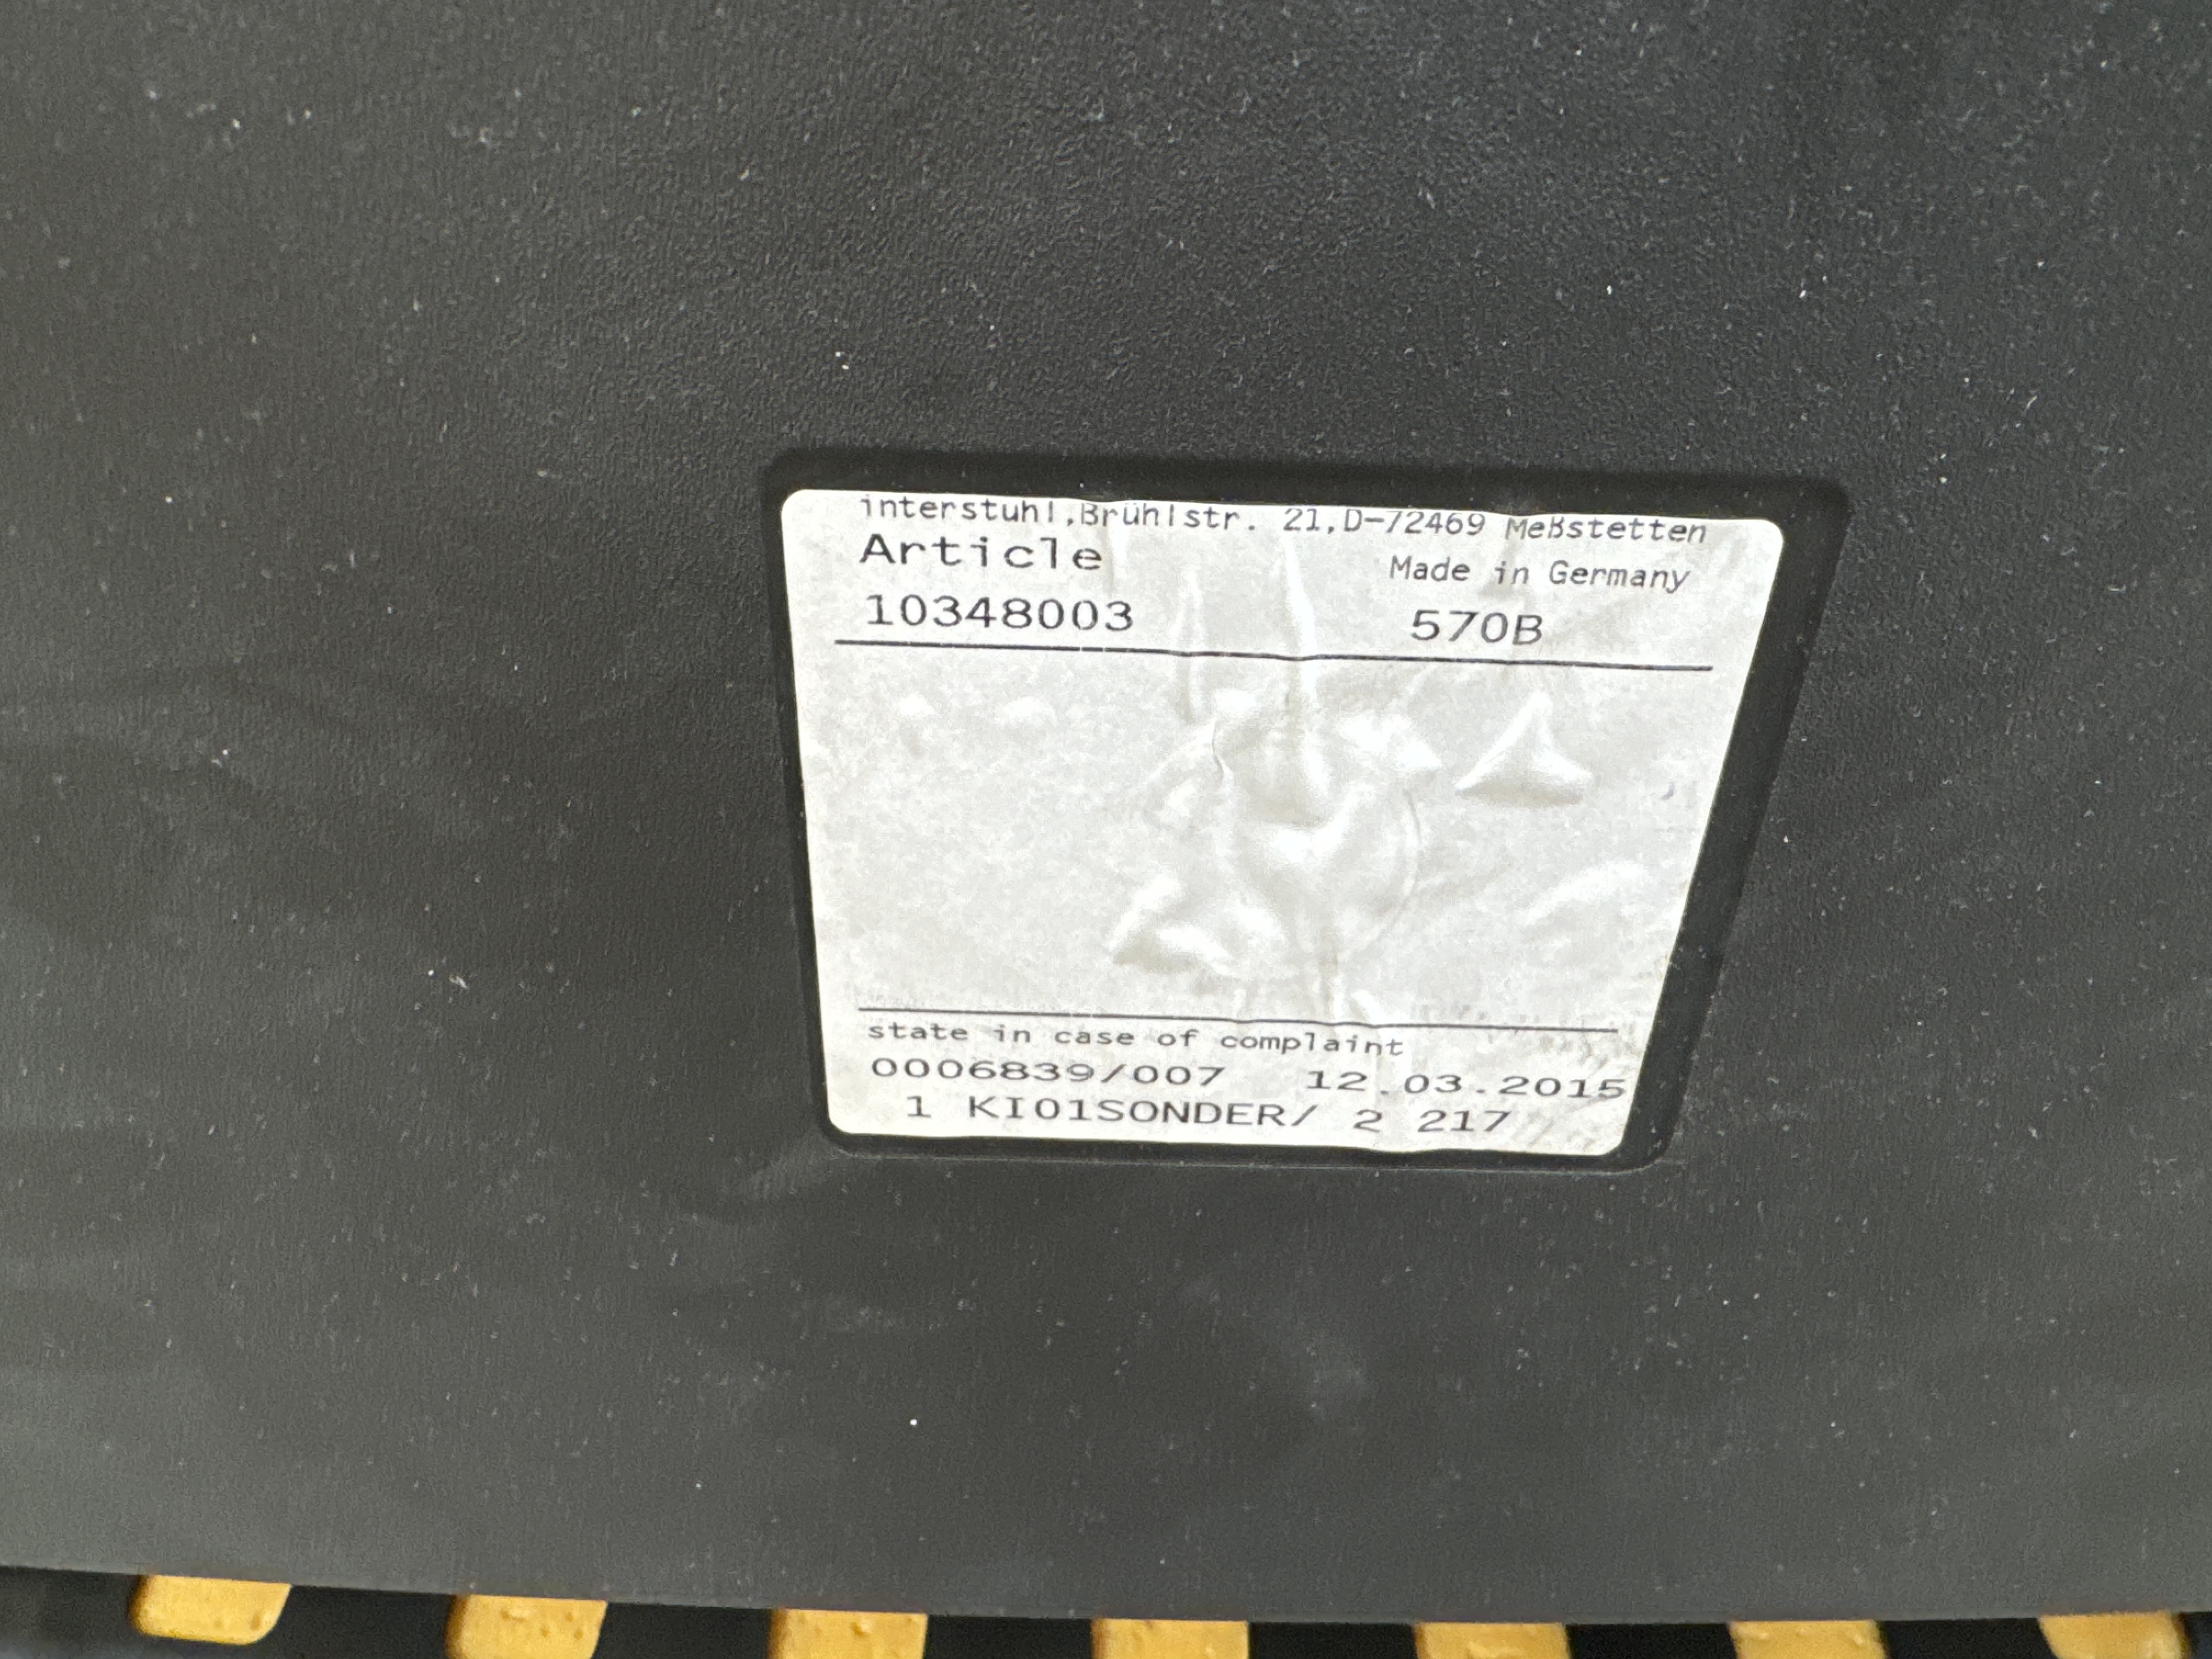 interstuhl,Brühlstr. 21,D-72469 Meßstetten
Article
Made in Germany
10348003 570B
state in case of complaint
0006839/007 12.03.2015
1 KI01SONDER/ 2 217